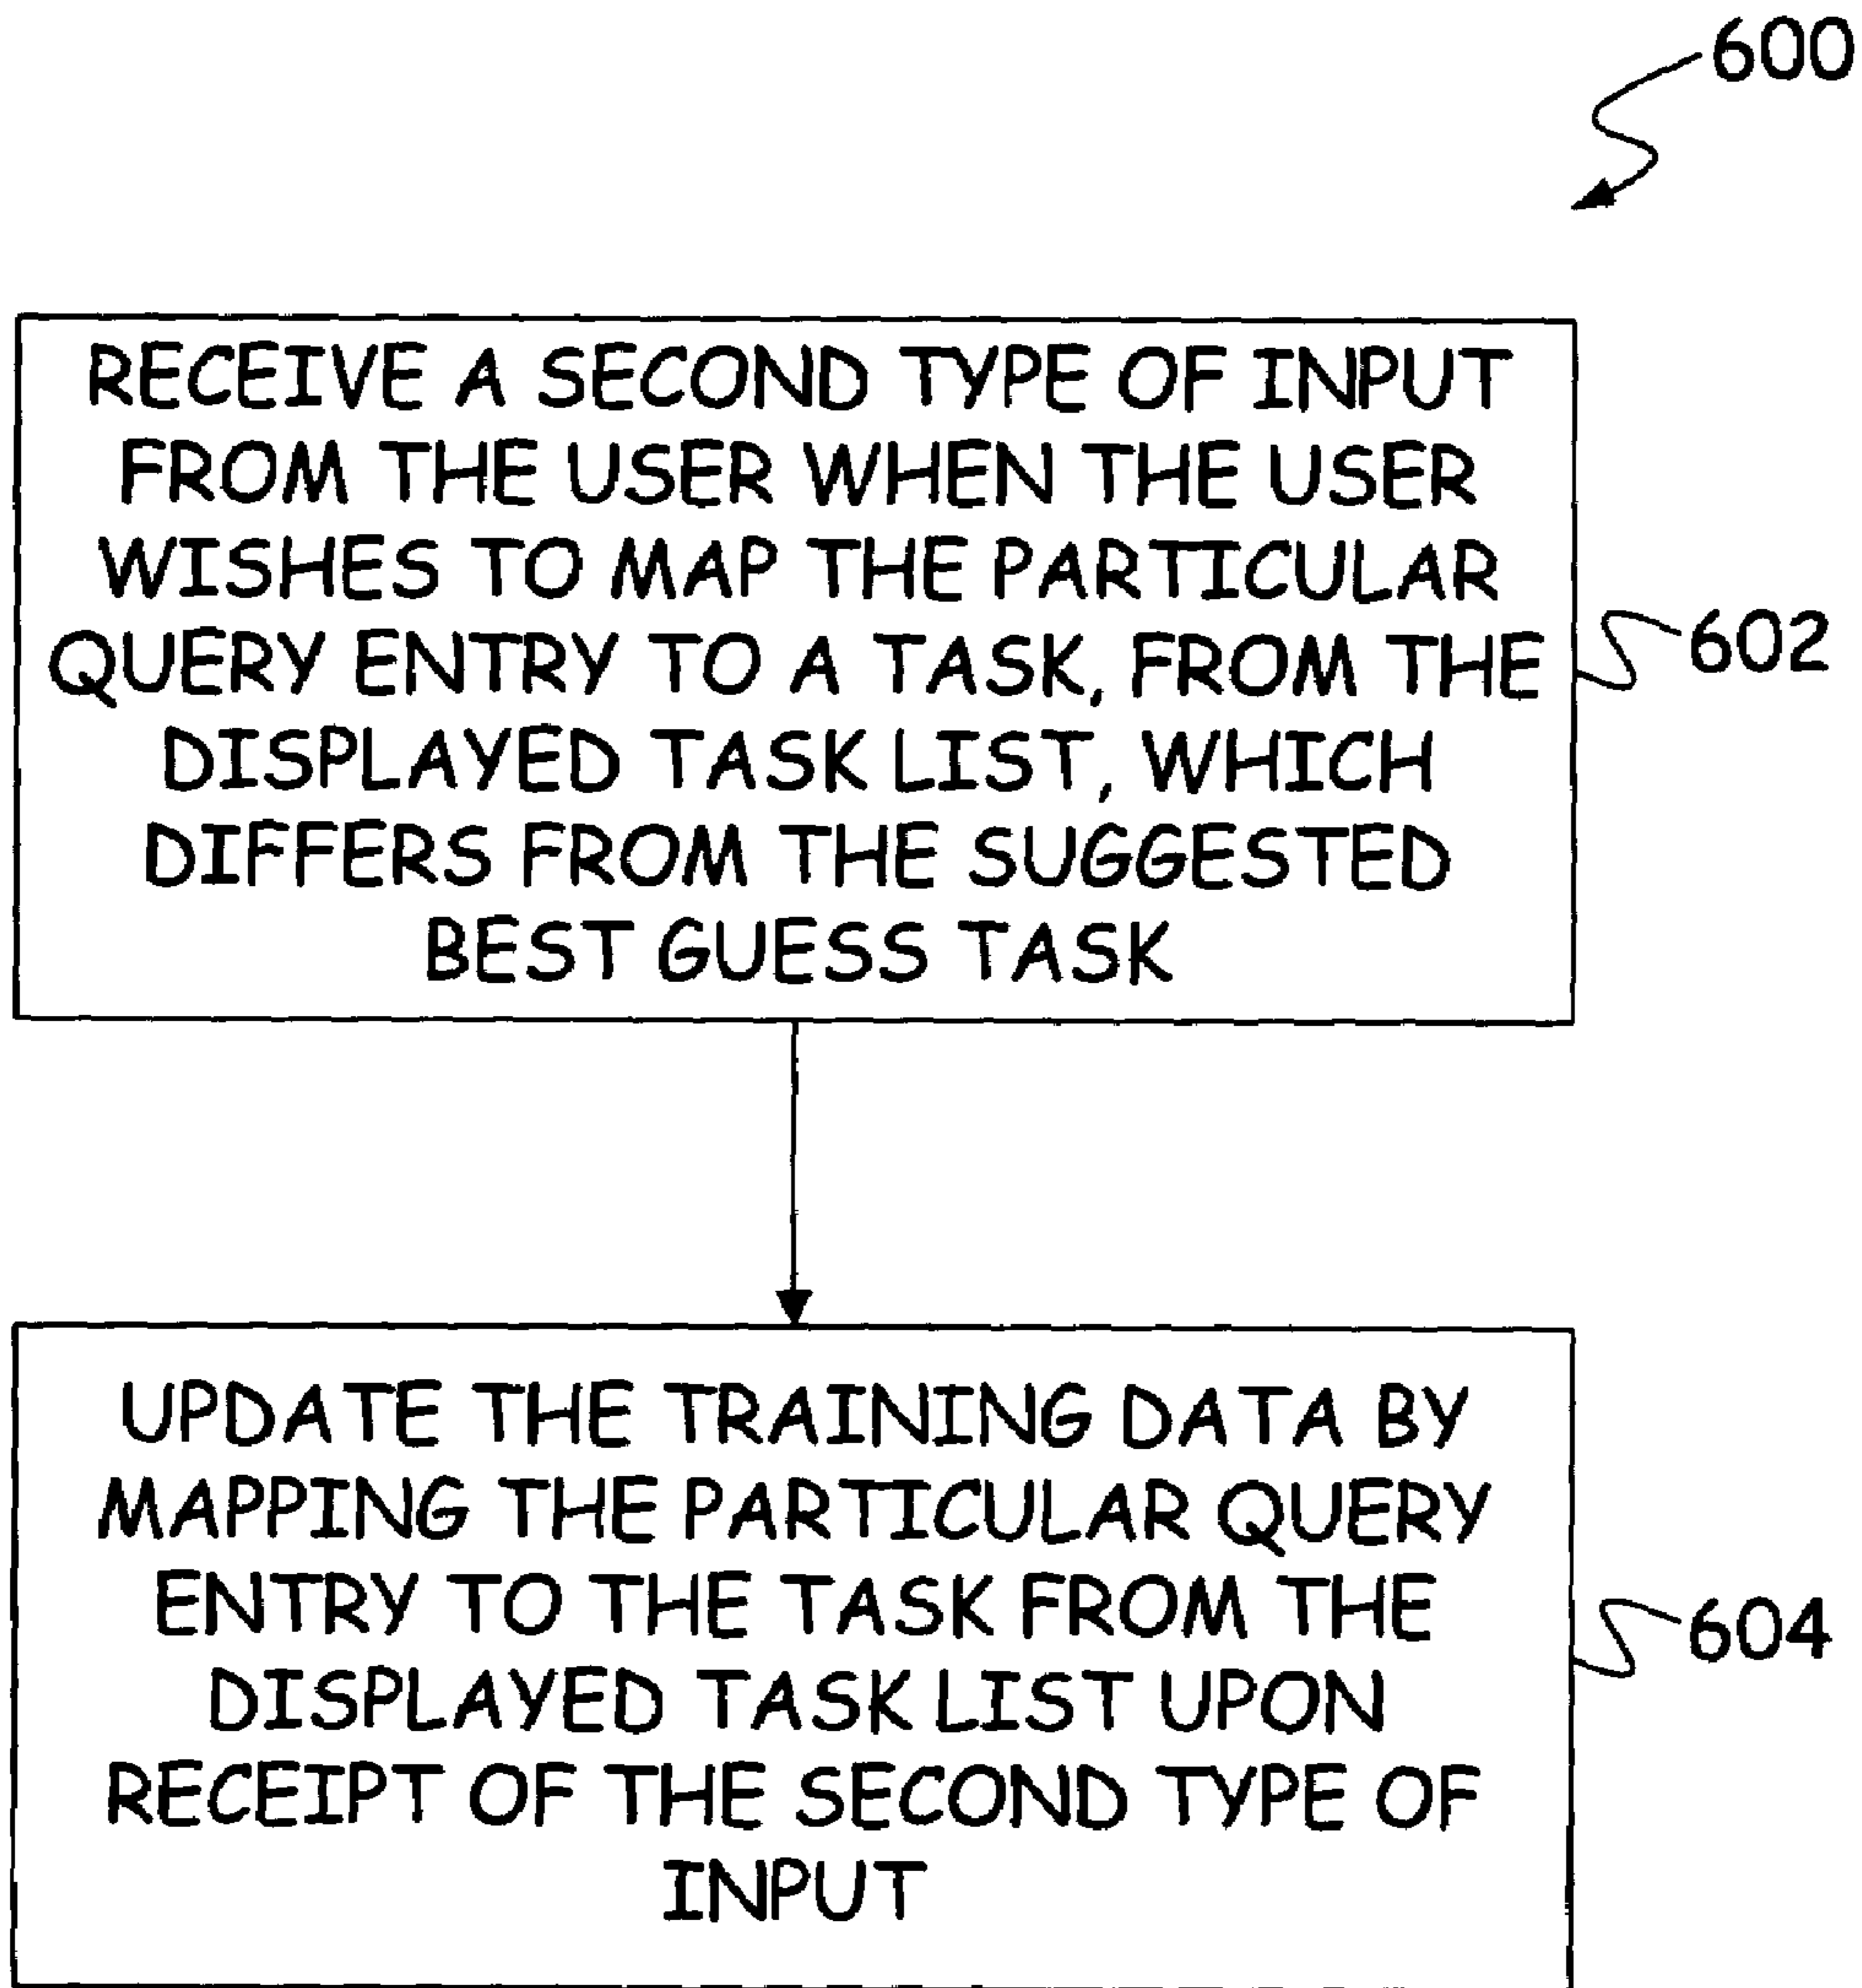 600
RECEIVE A SECOND TYPE OF INPUT
FROM THE USER WHEN THE USER
WISHES TO MAP THE PARTICULAR
QUERY ENTRY TO A TASK, FROM THE
DISPLAYED TASK LIST, WHICH
DIFFERS FROM THE SUGGESTED
BEST GUESS TASK
602
UPDATE THE TRAINING DATA BY
MAPPING THE PARTICULAR QUERY
ENTRY TO THE TASK FROM THE
DISPLAYED TASK LIST UPON
RECEIPT OF THE SECOND TYPE OF
INPUT
604